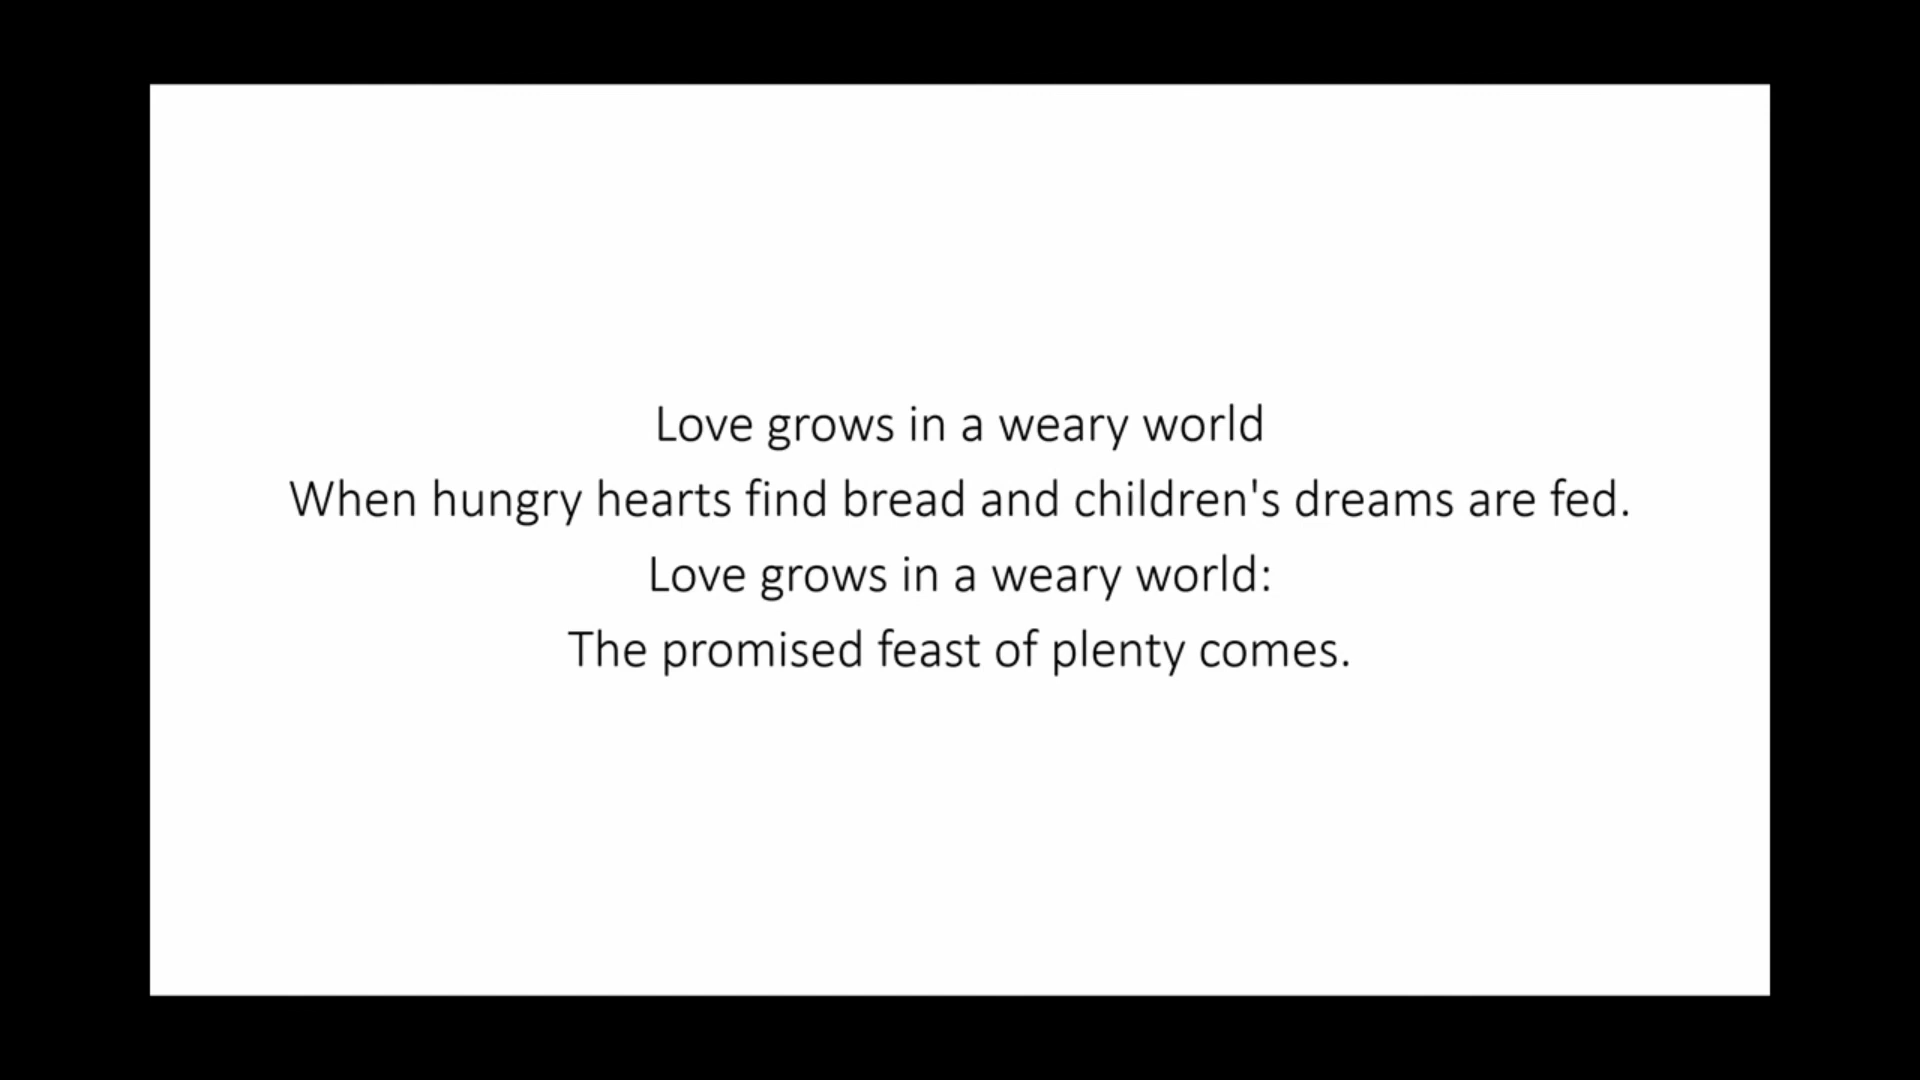 Love grows in a weary world
When hungry hearts find bread and children's dreams are fed.
Love grows in a weary world:
The promised feast of plenty comes.